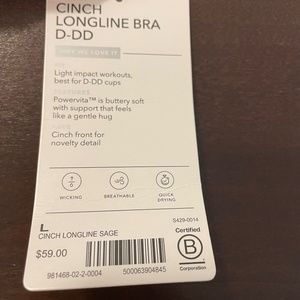 CINCH
LONGLINE BRA
D-DD
WHY WE LOVE IT
FIT
Light impact workouts,
best for D-DD cups
FEATURES
Powervita™ is buttery soft
with support that feels
like a gentle hug
Cinch front for
novelty detail
WICKING
BREATHABLE
QUICK
DRYING
L
S429-0014
CINCH LONGLINE SAGE
$59.00
Certified
B
Corporation
981468-02-2-0004
500063904845